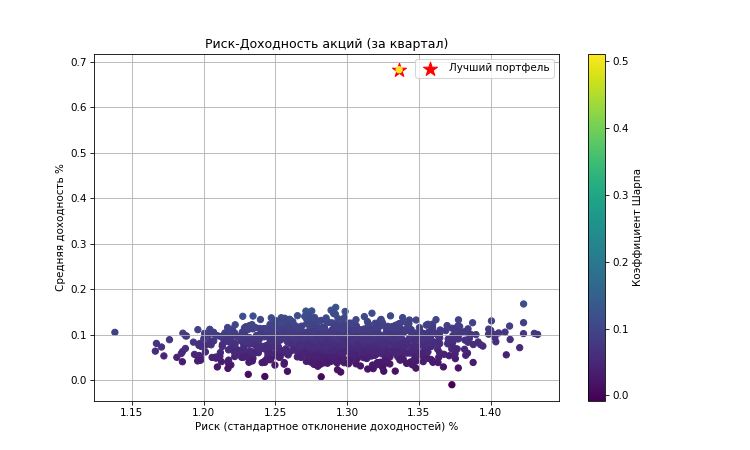 Риск-Доходность акций (за квартал)
Лучший портфель
Средняя доходность %
0.7
0.6
0.5
0.4
0.3
0.2
0.1
0.0
1.15 1.20 1.25 1.30 1.35 1.40
Риск (стандартное отклонение доходностей) %
0.5
0.4
0.3
0.2
0.1
0.0
Коэффициент Шарпа